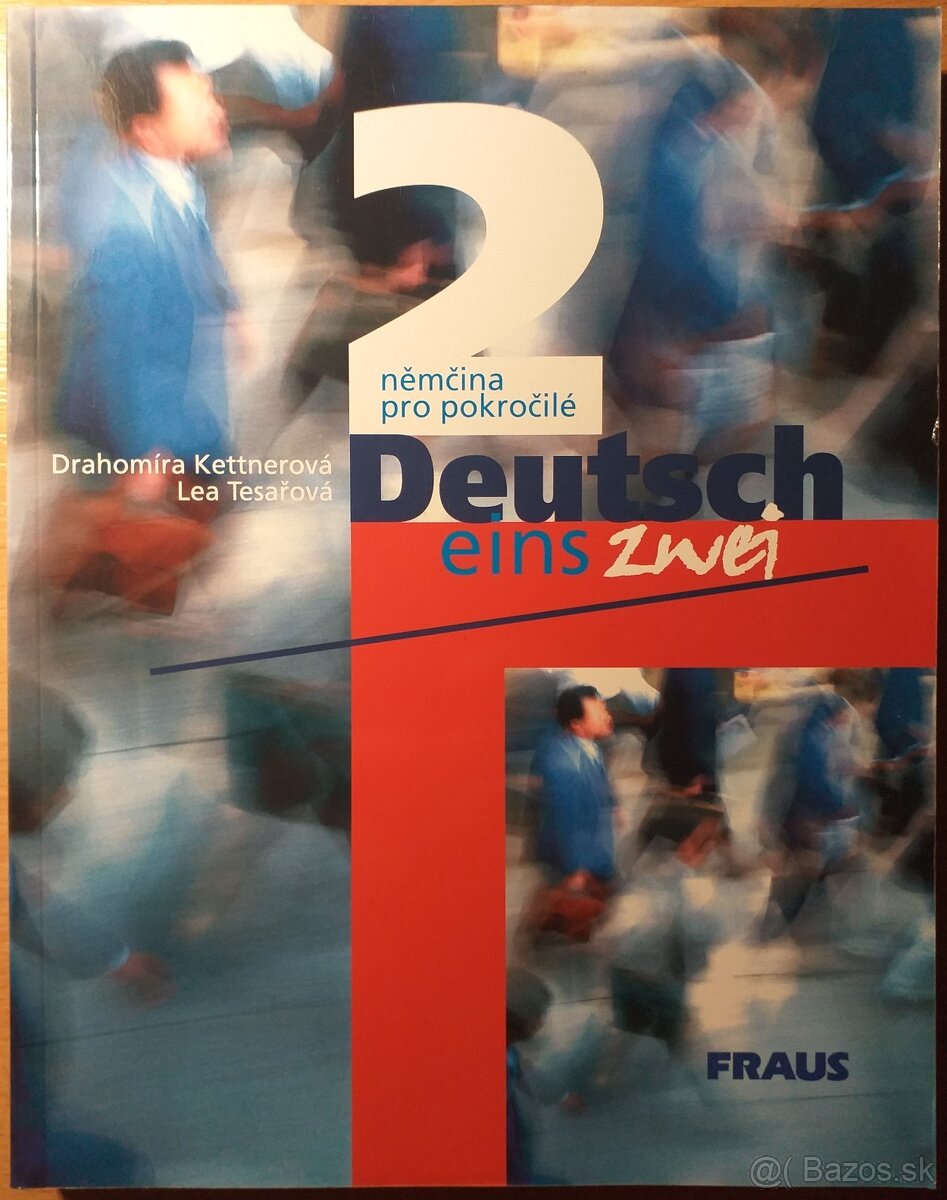 2
němčina
pro pokročilé
Drahomíra Kettnerová
Lea Tesařová
Deutsch
eins zwei
FRAUS
@( Bazos.sk